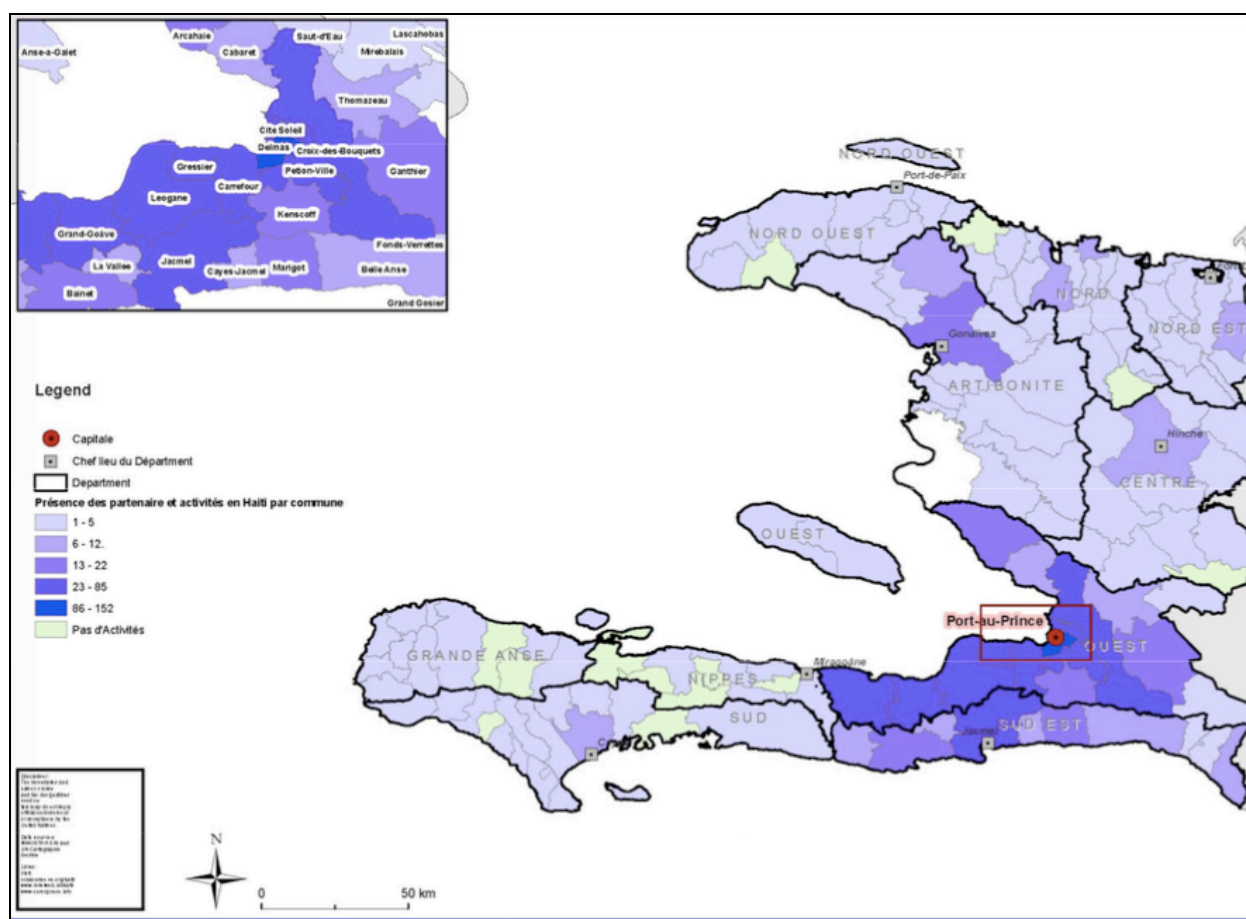 Arcahaie
Saut-d'Eau
Lascahobas
Anse-a-Galet
Cabaret
Mirebalais
Thomazeau
Cite Soleil
Delmas
Croix-des-Bouquets
Gressier
Petion-Ville
Ganthier
Carrefour
Leogane
Kenscoff
Grand-Goâve
Fonds-Verrettes
La Vallee
Jacmel
Cayes-Jacmel
Marigot
Belle Anse
Bainet
Grand Gosier
NORD OUEST
Port-de-Paix
NORD OUEST
NORD
NORD EST
Gonaives
ARTIBONITE
Hinche
CENTRE
OUEST
Port-au-Prince
OUEST
GRANDE ANSE
Miragoâne
NIPPES
SUD
SUD EST
Jacmel
Legend
Capitale
Chef lieu du Départment
Department
Présence des partenaire et activités en Haiti par commune
1 - 5
6 - 12.
13 - 22
23 - 85
86 - 152
Pas d'Activités
N
0 50 km